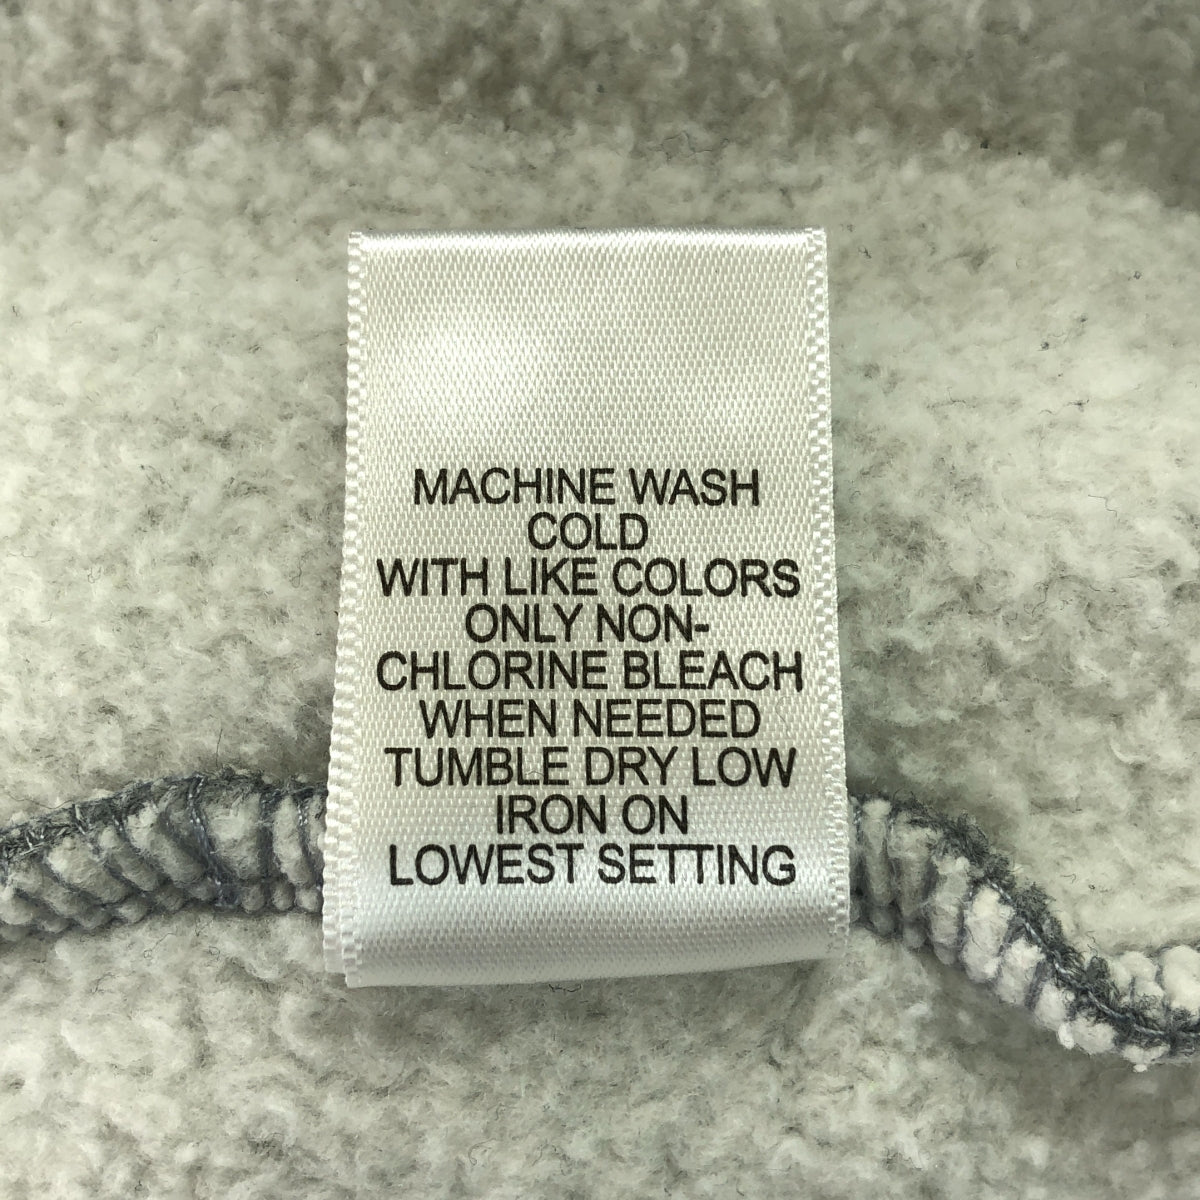 MACHINE WASH
COLD
WITH LIKE COLORS
ONLY NON-
CHLORINE BLEACH
WHEN NEEDED
TUMBLE DRY LOW
IRON ON
LOWEST SETTING